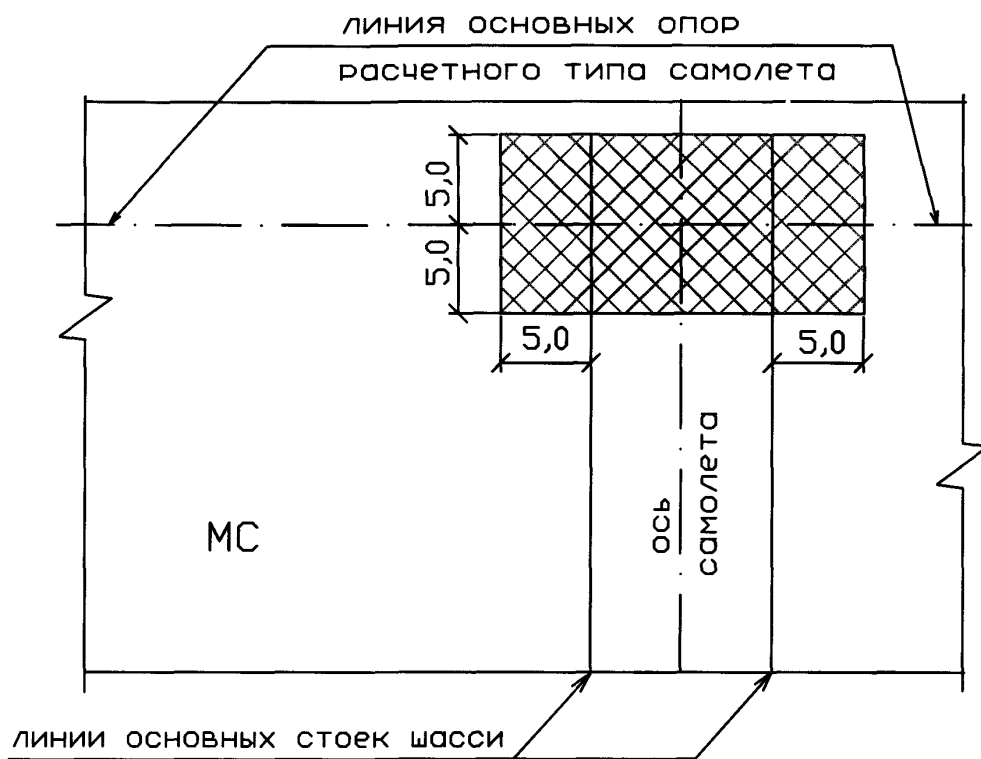 линия основных опор
расчетного типа самолета
5,0
5,0
5,0
5,0
МС
ось
самолета
линии основных стоек шасси